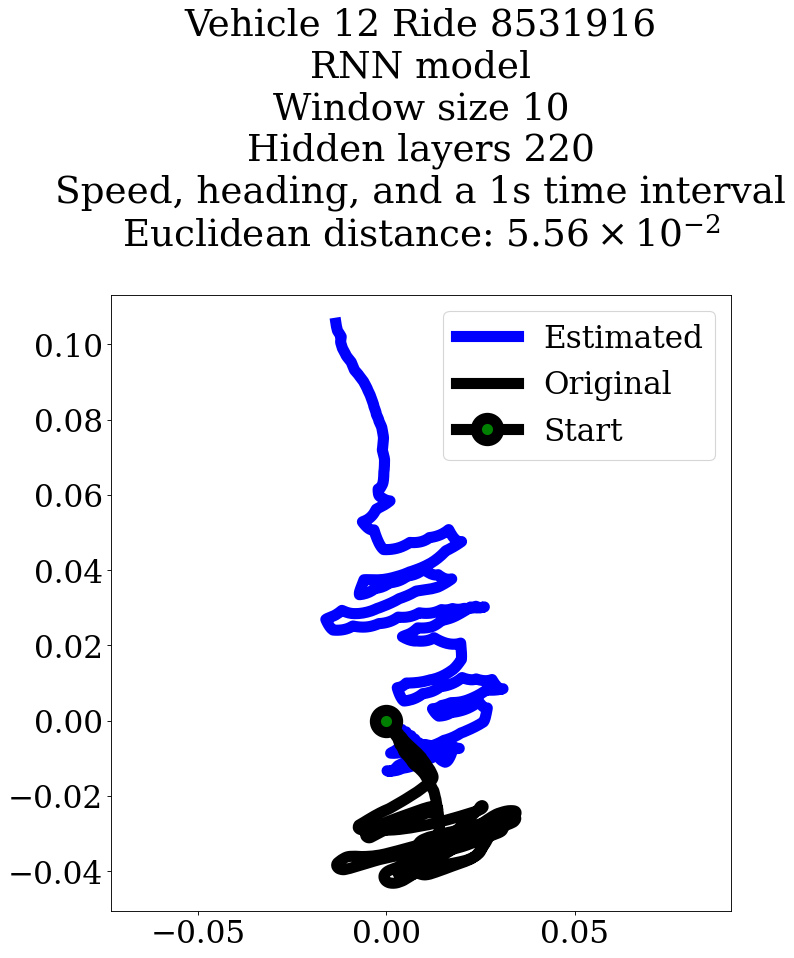 Vehicle 12 Ride 8531916
RNN model
Window size 10
Hidden layers 220
Speed, heading, and a 1s time interval
Euclidean distance: 5.56 × 10⁻²
Estimated
Original
Start
0.10
0.08
0.06
0.04
0.02
0.00
−0.02
−0.04
−0.05 0.00 0.05